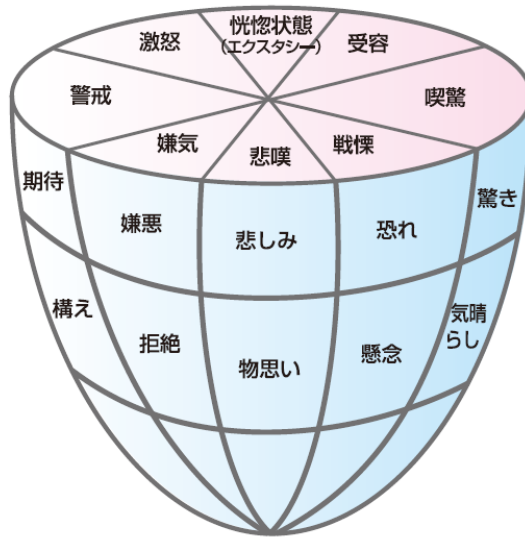 恍惚状態
(エクスタシー)
激怒
受容
警戒
喫驚
嫌気
悲嘆
戦慄
期待
嫌悪
悲しみ
恐れ
驚き
構え
拒絶
物思い
懸念
気晴
らし